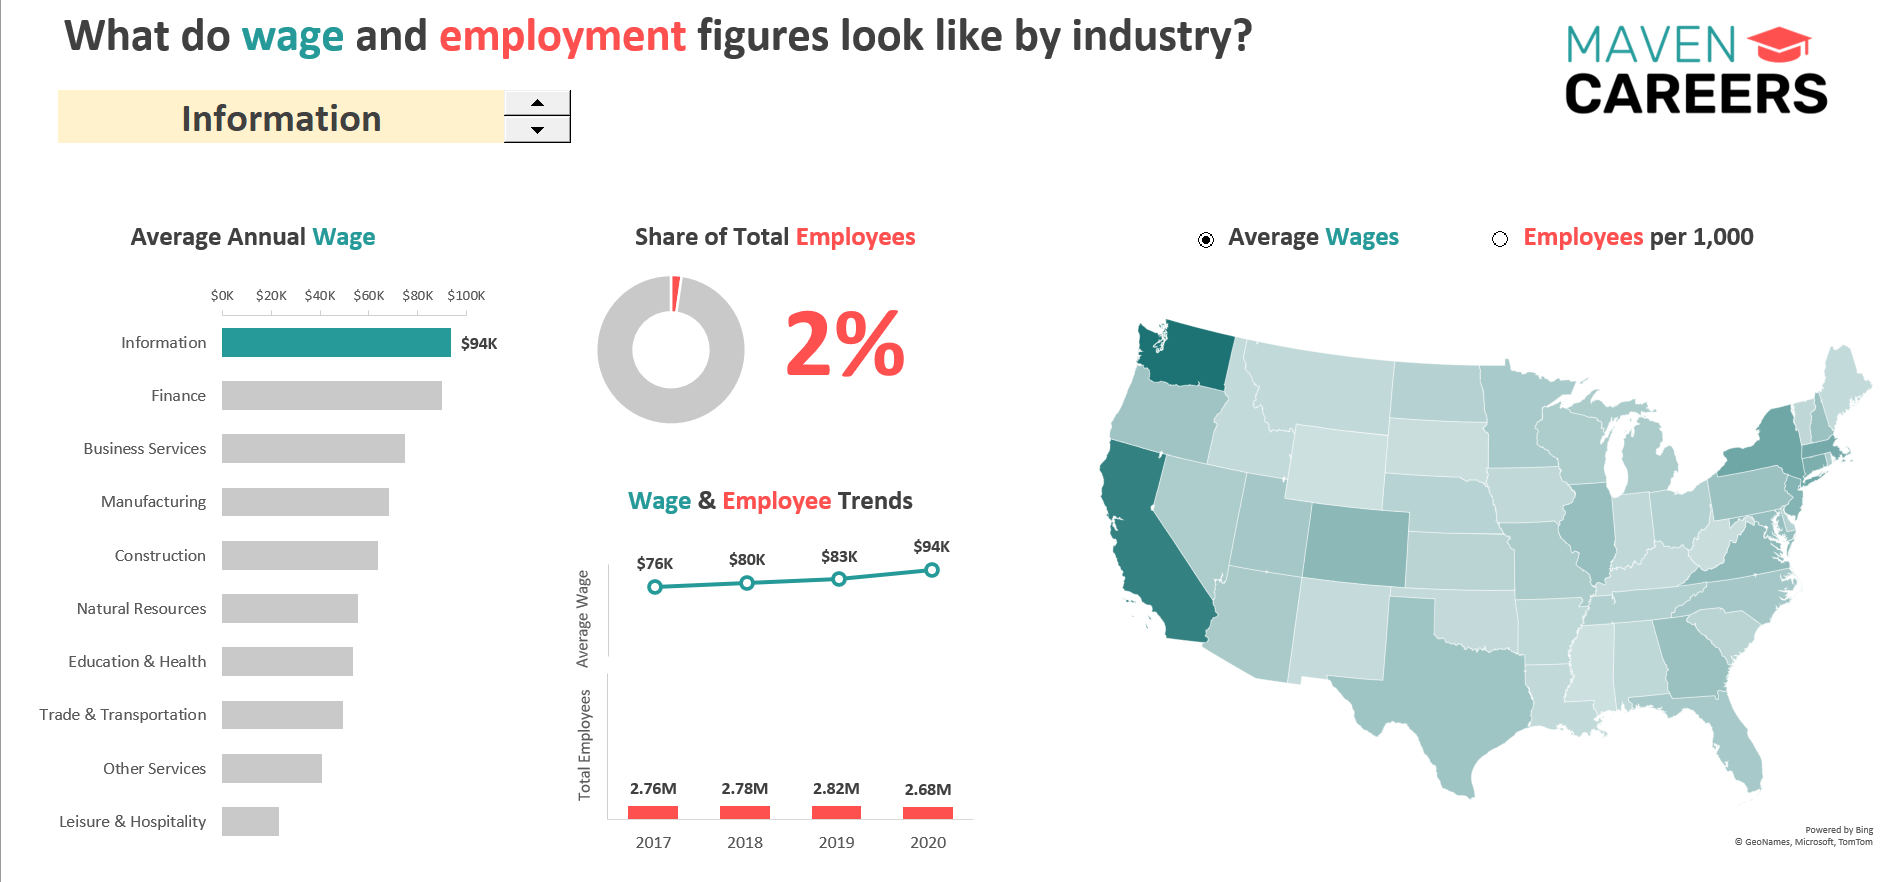 What do wage and employment figures look like by industry?
MAVEN
CAREERS
Information
Average Annual Wage
$0K $20K $40K $60K $80K $100K
Information $94K
Finance
Business Services
Manufacturing
Construction
Natural Resources
Education & Health
Trade & Transportation
Other Services
Leisure & Hospitality
Share of Total Employees
2%
Wage & Employee Trends
Average Wage
$76K $80K $83K $94K
Total Employees
2.76M 2.78M 2.82M 2.68M
2017 2018 2019 2020
Average Wages
Employees per 1,000
Powered by Bing
© GeoNames, Microsoft, TomTom